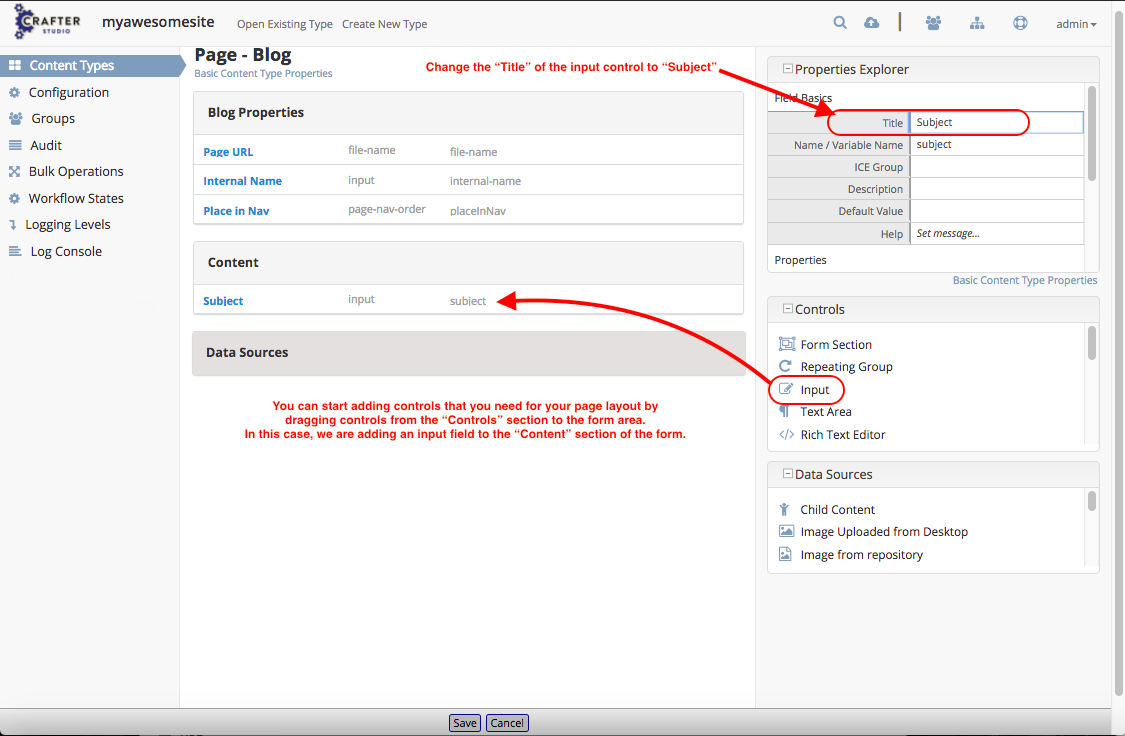 CRAFTER
STUDIO
myawesomesite
Open Existing Type
Create New Type
admin
Content Types
Configuration
Groups
Audit
Bulk Operations
Workflow States
Logging Levels
Log Console
Page - Blog
Basic Content Type Properties
Change the “Title” of the input control to “Subject”
Blog Properties
Page URL file-name file-name
Internal Name input internal-name
Place in Nav page-nav-order placeInNav
Content
Subject input subject
Data Sources
You can start adding controls that you need for your page layout by
dragging controls from the “Controls” section to the form area.
In this case, we are adding an input field to the “Content” section of the form.
Properties Explorer
Field Basics
Title Subject
Name / Variable Name subject
ICE Group
Description
Default Value
Help Set message...
Properties
Basic Content Type Properties
Controls
Form Section
Repeating Group
Input
Text Area
Rich Text Editor
Data Sources
Child Content
Image Uploaded from Desktop
Image from repository
Save Cancel